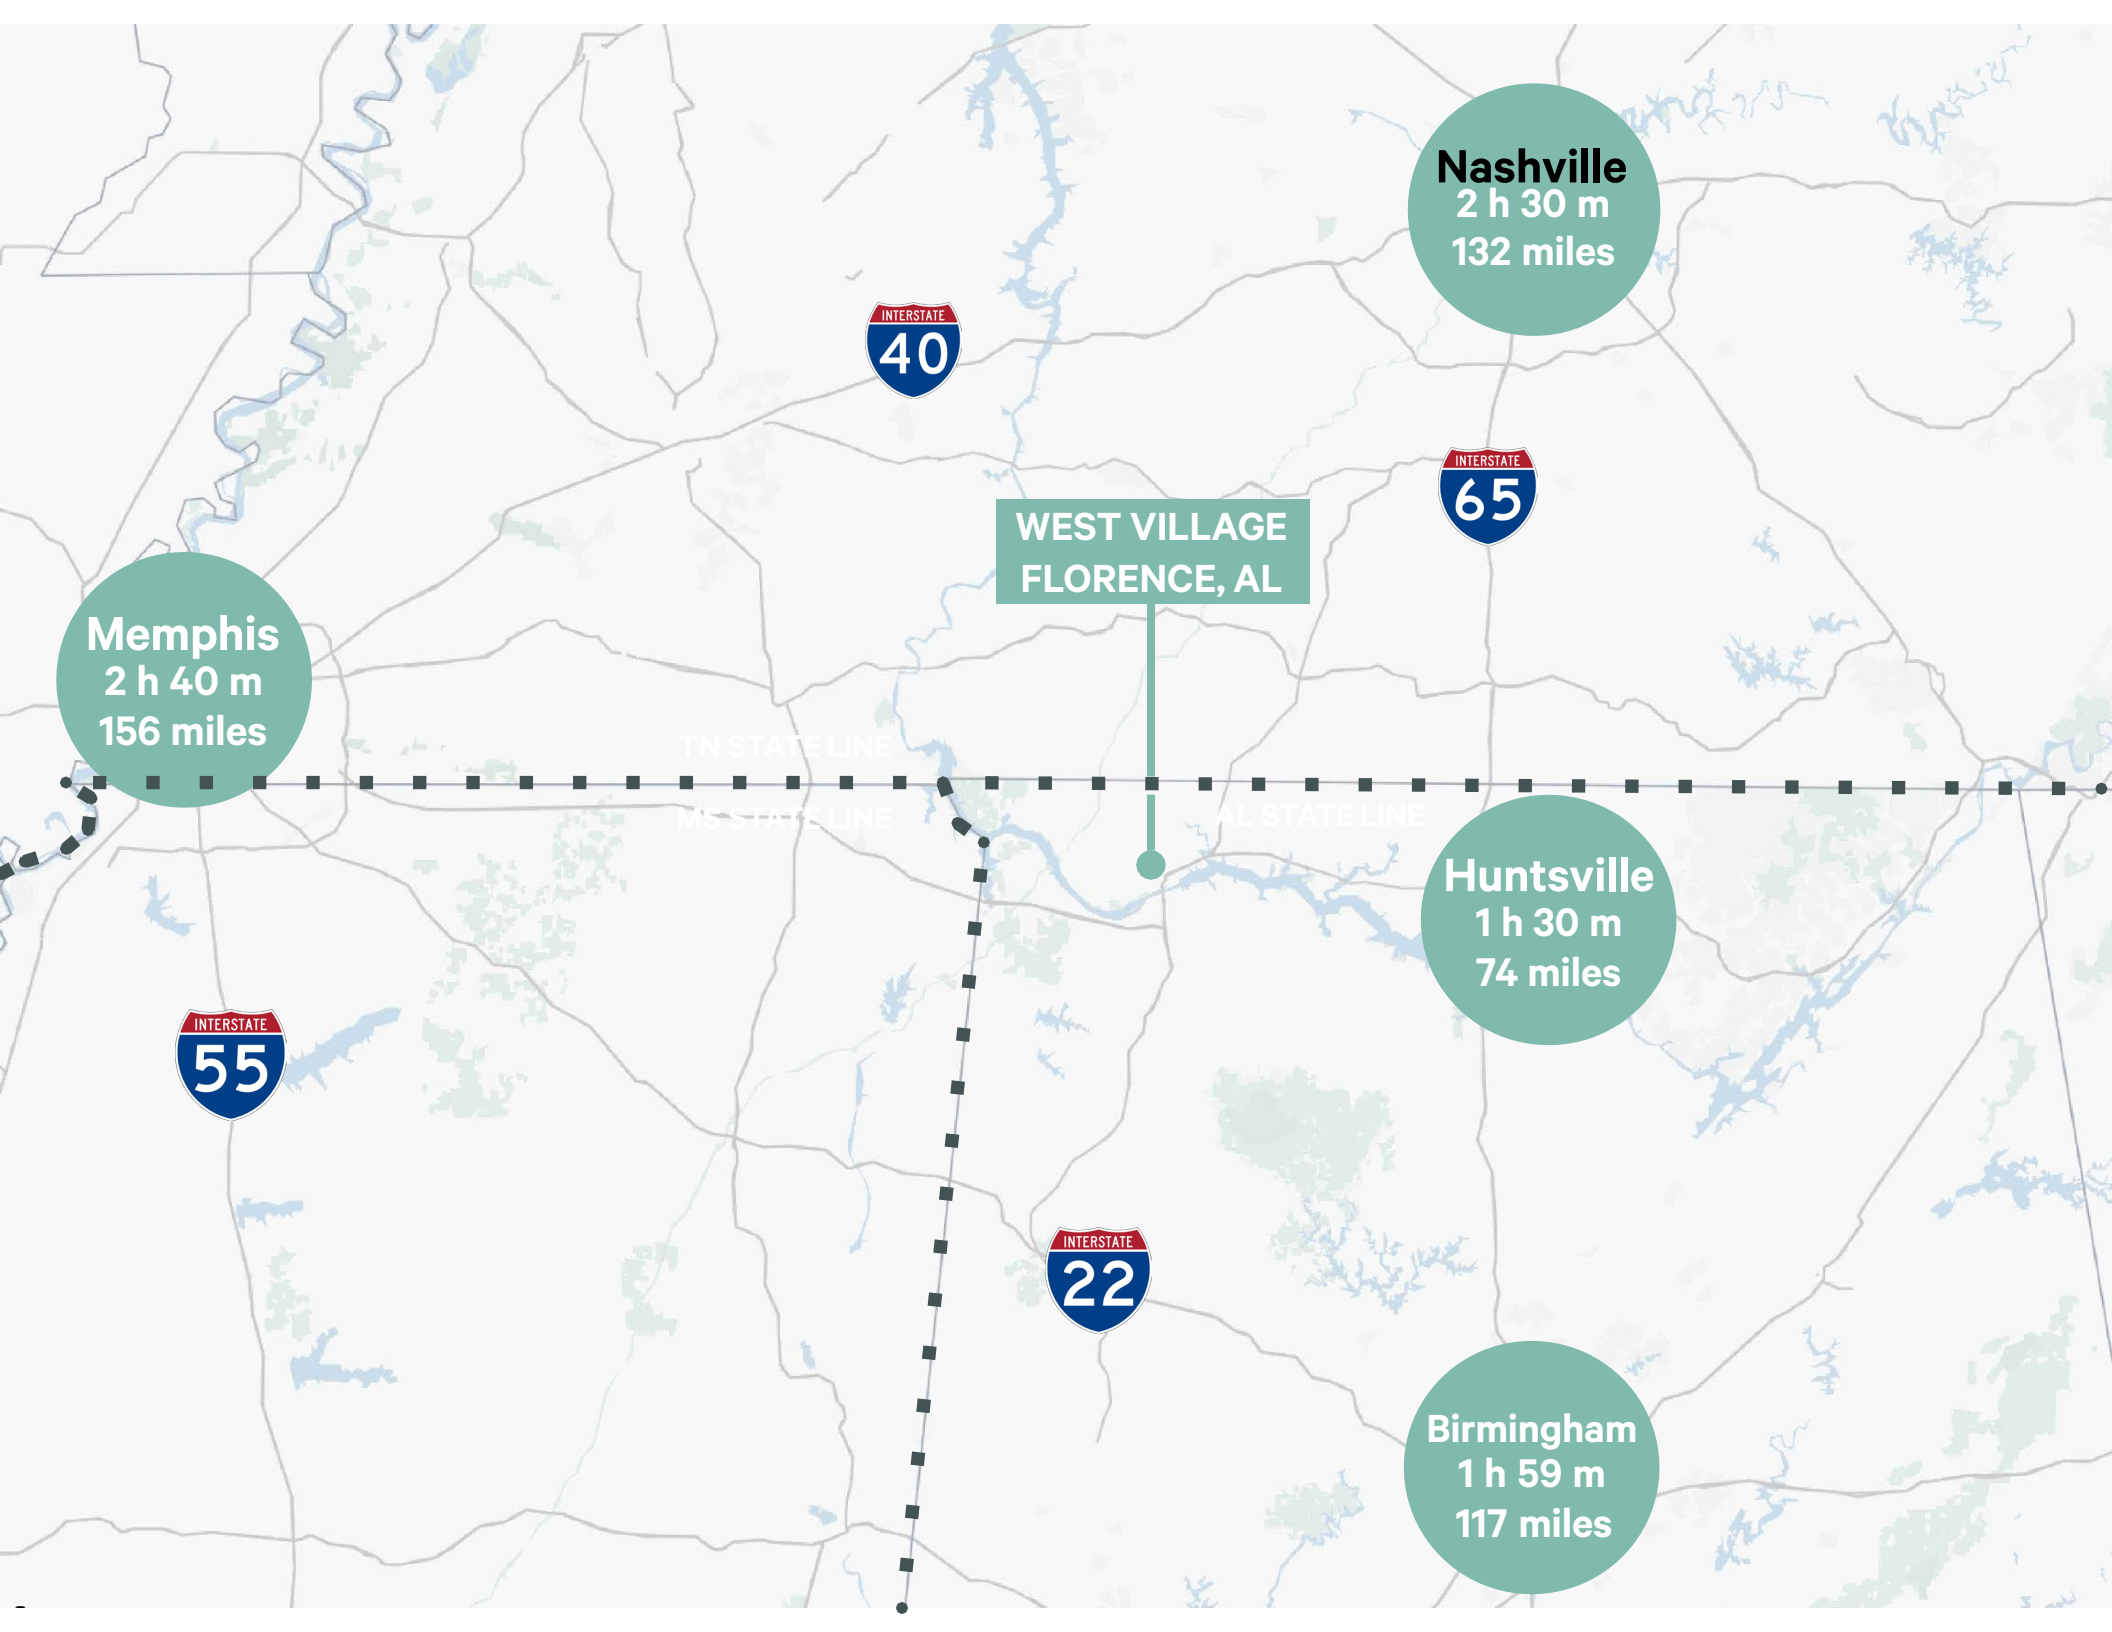 Nashville
2 h 30 m
132 miles
INTERSTATE
40
INTERSTATE
65
WEST VILLAGE
FLORENCE, AL
Memphis
2 h 40 m
156 miles
TN STATE LINE
MS STATE LINE
AL STATE LINE
Huntsville
1 h 30 m
74 miles
INTERSTATE
55
INTERSTATE
22
Birmingham
1 h 59 m
117 miles